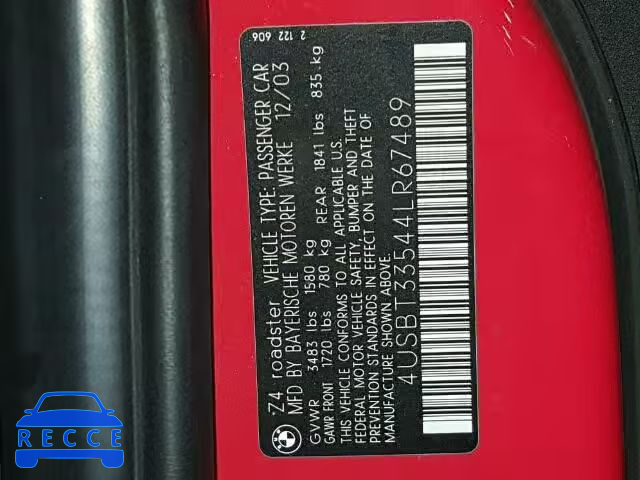 Z4 roadster VEHICLE TYPE: PASSENGER CAR
MFD BY BAYERISCHE MOTOREN WERKE 12/03
GVWR 3483 lbs 1580 kg
GAWR FRONT 1720 lbs 780 kg REAR 1841 lbs 835 kg
THIS VEHICLE CONFORMS TO ALL APPLICABLE U.S.
FEDERAL MOTOR VEHICLE SAFETY, BUMPER AND THEFT
PREVENTION STANDARDS IN EFFECT ON THE DATE OF
MANUFACTURE SHOWN ABOVE.
4USBT33544LR67489
2 122 606
RECCE